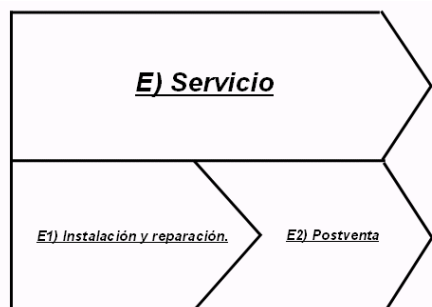 E) Servicio
E1) Instalación y reparación.
E2) Postventa